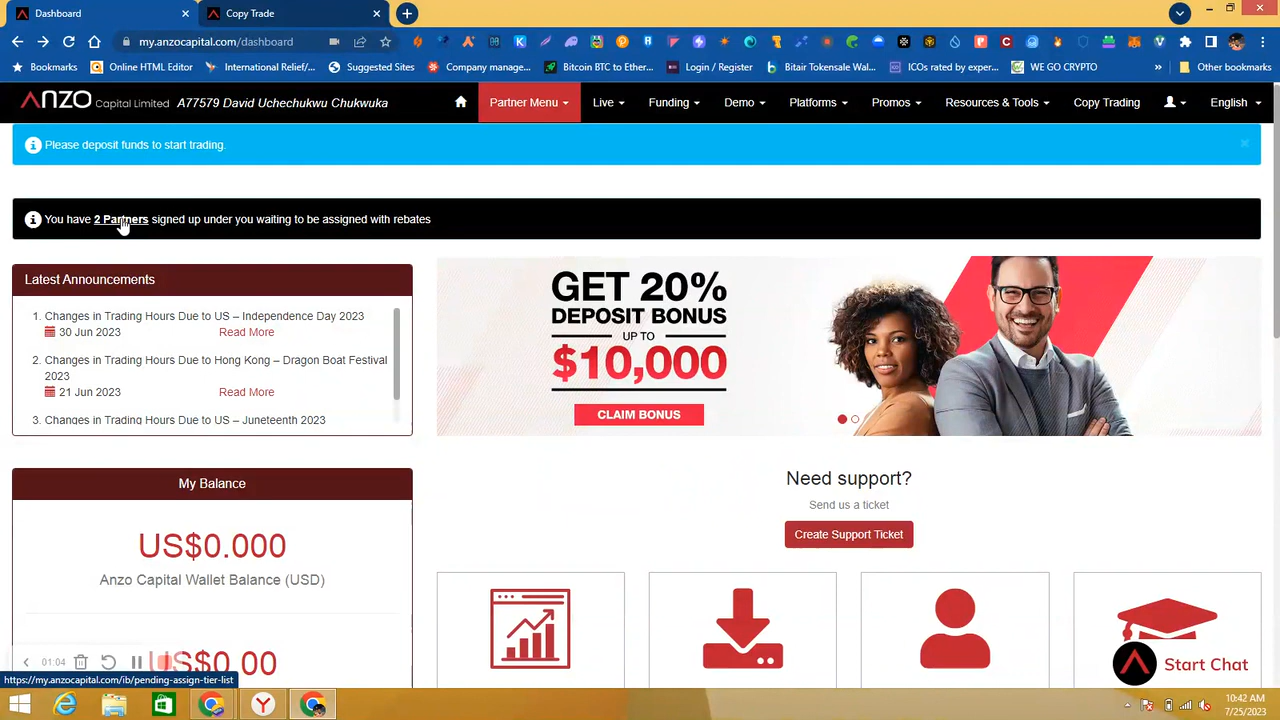 Dashboard
Copy Trade
my.anzocapital.com/dashboard
Bookmarks
Online HTML Editor
International Relief/...
Suggested Sites
Company manage...
Bitcoin BTC to Ether...
Login / Register
Bitair Tokensale Wal...
ICOs rated by exper...
WE GO CRYPTO
»
Other bookmarks
ANZO Capital Limited
A77579 David Uchechukwu Chukwuka
Partner Menu
Live
Funding
Demo
Platforms
Promos
Resources & Tools
Copy Trading
English
Please deposit funds to start trading.
×
You have 2 Partners signed up under you waiting to be assigned with rebates
Latest Announcements
1. Changes in Trading Hours Due to US – Independence Day 2023
30 Jun 2023
Read More
2. Changes in Trading Hours Due to Hong Kong – Dragon Boat Festival
2023
21 Jun 2023
Read More
3. Changes in Trading Hours Due to US – Juneteenth 2023
GET 20%
DEPOSIT BONUS
UP TO
$10,000
CLAIM BONUS
My Balance
US$0.000
Anzo Capital Wallet Balance (USD)
US$0.00
Need support?
Send us a ticket
Create Support Ticket
Start Chat
01:04
https://my.anzocapital.com/ib/pending-assign-tier-list
10:42 AM
7/25/2023